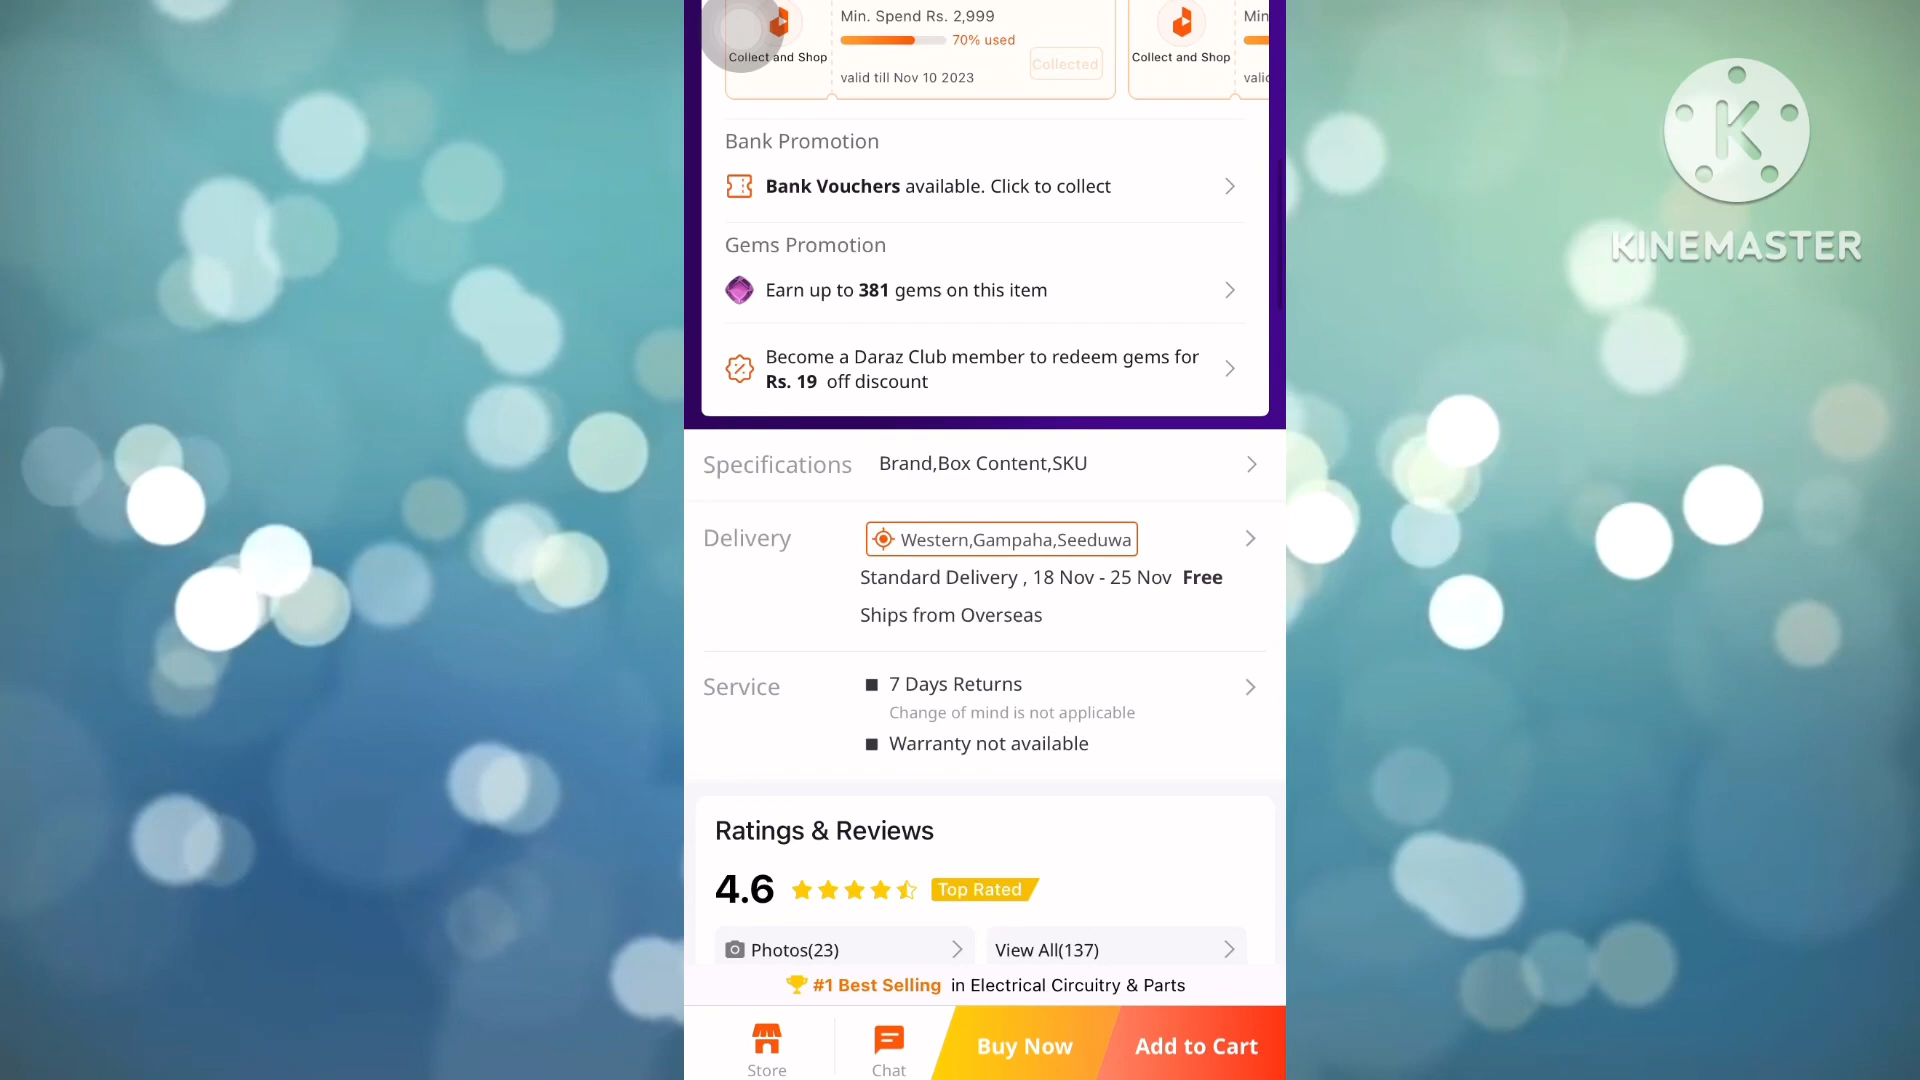 Min. Spend Rs. 2,999
70% used
Collect and Shop
Collected
valid till Nov 10 2023
Min
Collect and Shop
valid
Bank Promotion
Bank Vouchers available. Click to collect
Gems Promotion
Earn up to 381 gems on this item
Become a Daraz Club member to redeem gems for
Rs. 19 off discount
Specifications Brand,Box Content,SKU
Delivery Western,Gampaha,Seeduwa
Standard Delivery , 18 Nov - 25 Nov Free
Ships from Overseas
Service 7 Days Returns
Change of mind is not applicable
Warranty not available
Ratings & Reviews
4.6 Top Rated
Photos(23) View All(137)
#1 Best Selling in Electrical Circuitry & Parts
Store Chat Buy Now Add to Cart
K
KINEMASTER